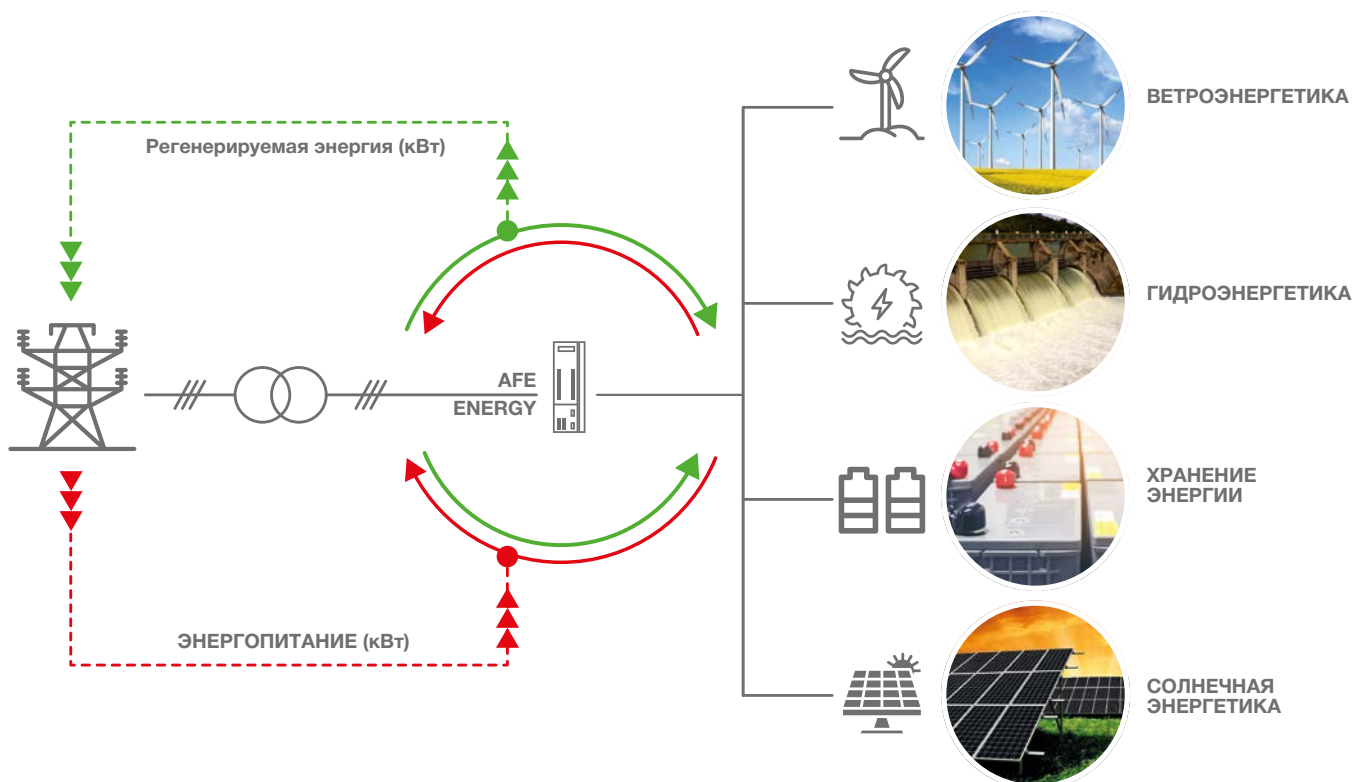 ВЕТРОЭНЕРГЕТИКА
Регенерируемая энергия (кВт)
ГИДРОЭНЕРГЕТИКА
AFE
ENERGY
ХРАНЕНИЕ
ЭНЕРГИИ
ЭНЕРГОПИТАНИЕ (кВт)
СОЛНЕЧНАЯ
ЭНЕРГЕТИКА